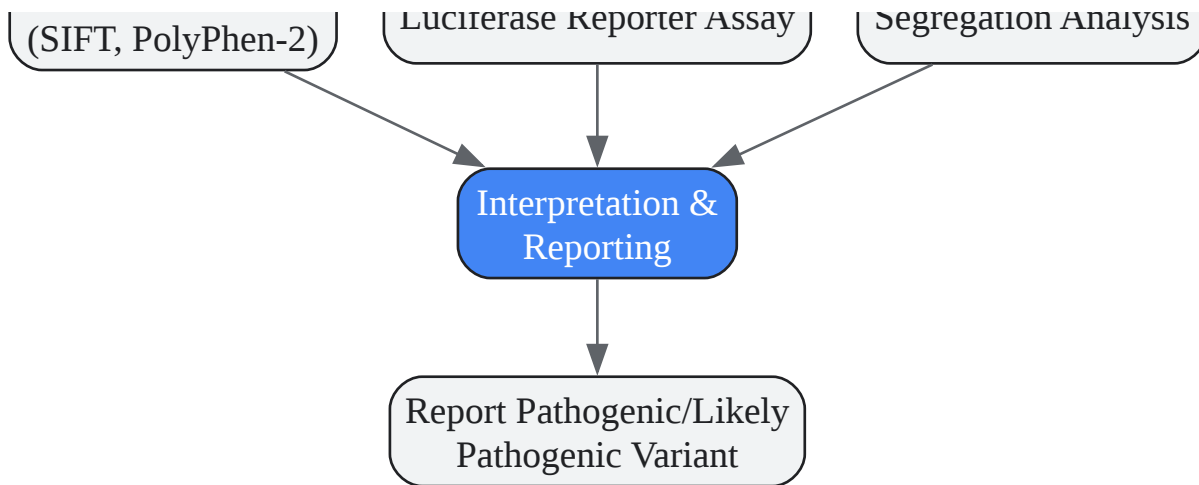 (SIFT, PolyPhen-2)
Luciferase Reporter Assay
Segregation Analysis
Interpretation &
Reporting
Report Pathogenic/Likely
Pathogenic Variant